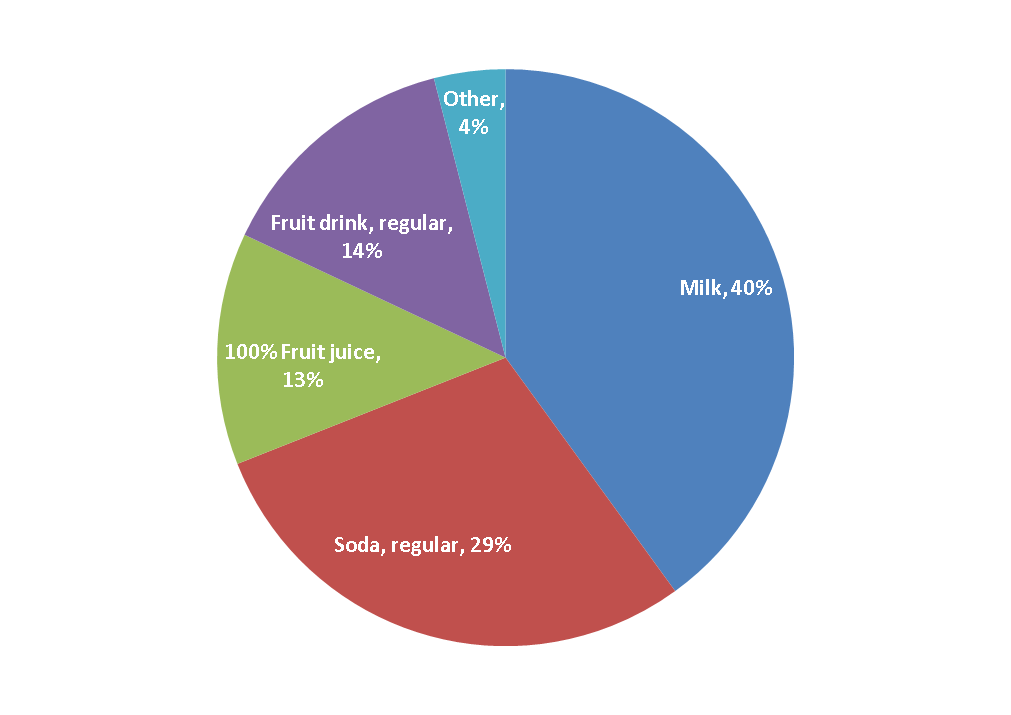 Other,
4%
Fruit drink, regular,
14%
Milk, 40%
100% Fruit juice,
13%
Soda, regular, 29%